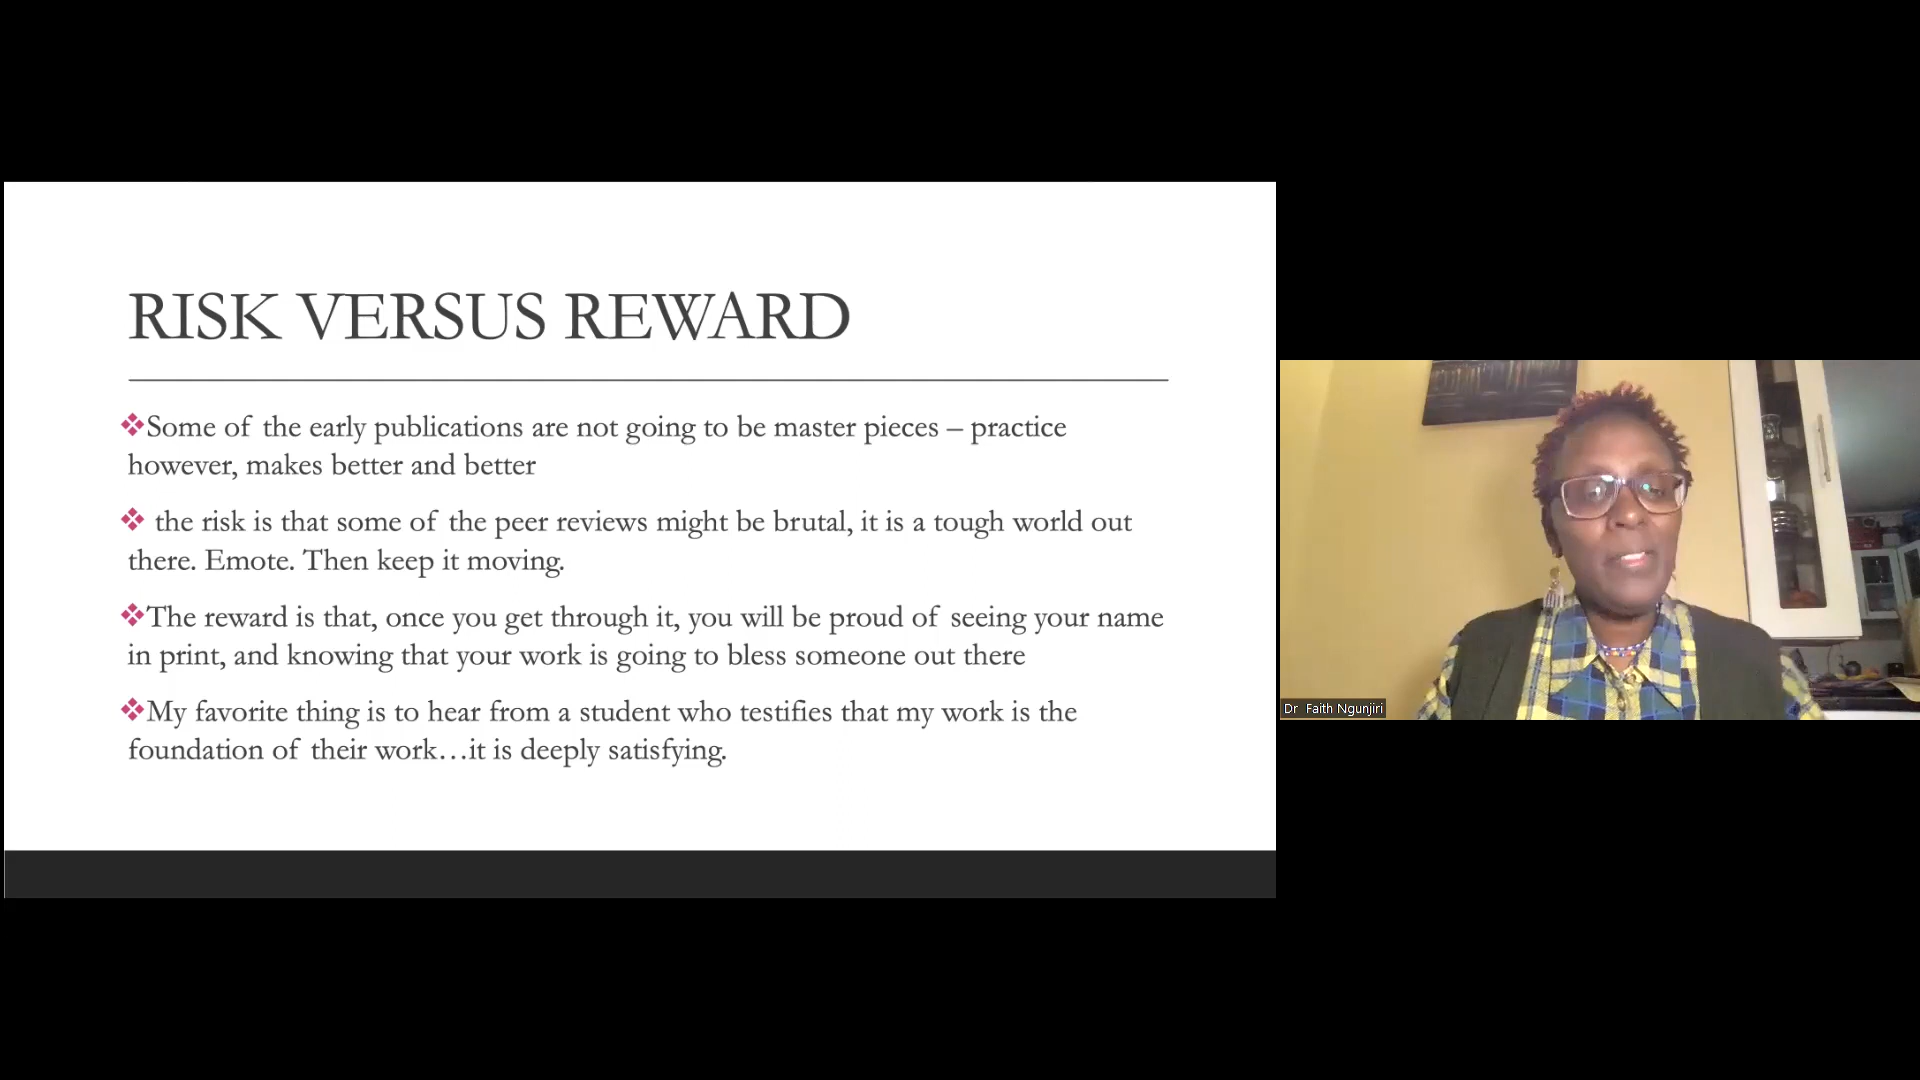 RISK VERSUS REWARD
❖Some of the early publications are not going to be master pieces – practice
however, makes better and better
❖ the risk is that some of the peer reviews might be brutal, it is a tough world out
there. Emote. Then keep it moving.
❖The reward is that, once you get through it, you will be proud of seeing your name
in print, and knowing that your work is going to bless someone out there
❖My favorite thing is to hear from a student who testifies that my work is the
foundation of their work…it is deeply satisfying.
Dr Faith Ngunjiri